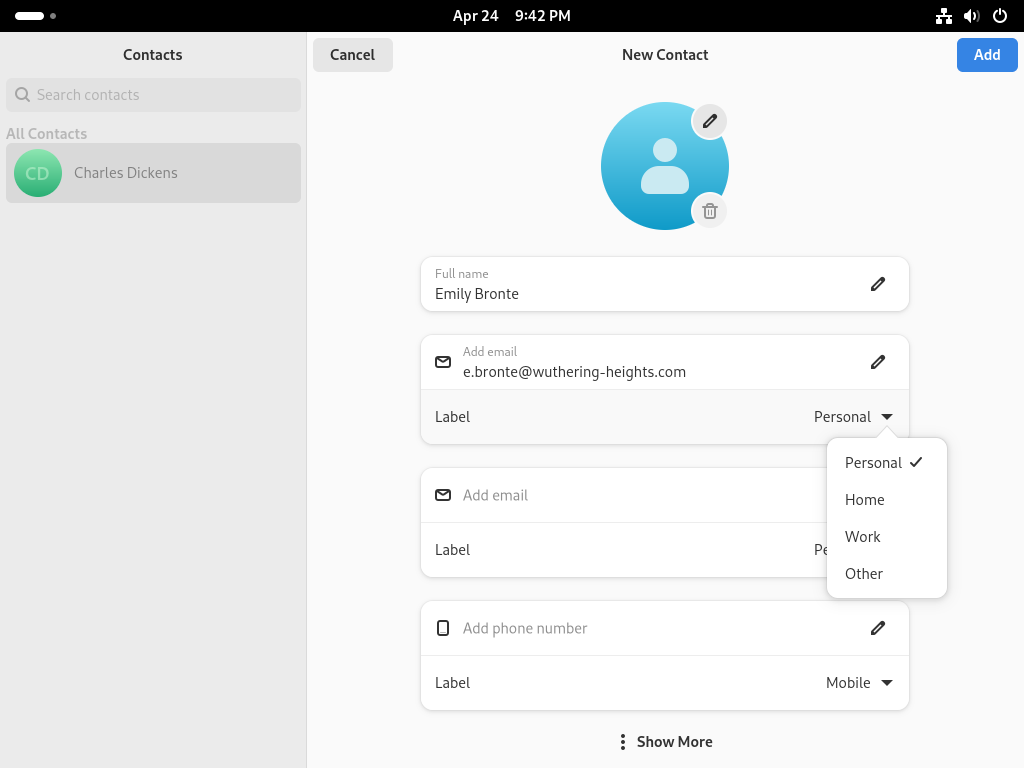 Apr 24 9:42 PM
Contacts
Cancel
New Contact
Add
Search contacts
All Contacts
CD
Charles Dickens
Full name
Emily Bronte
Add email
e.bronte@wuthering-heights.com
Label
Personal
Personal
Home
Work
Other
Add email
Label
Add phone number
Label
Mobile
Show More